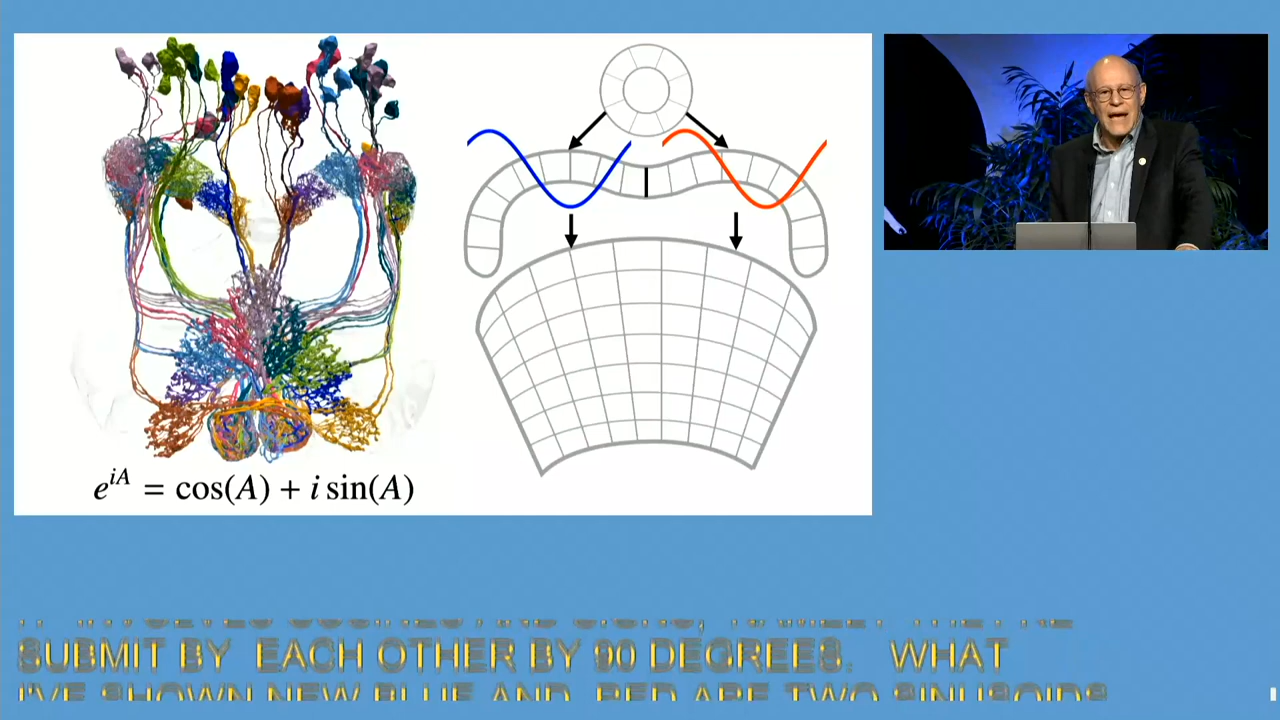 e^{iA} = cos(A) + i sin(A)
SUBMIT BY EACH OTHER BY 90 DEGREES. WHAT
I'VE SHOWN NEW BLUE AND RED ARE TWO SINUSOIDS